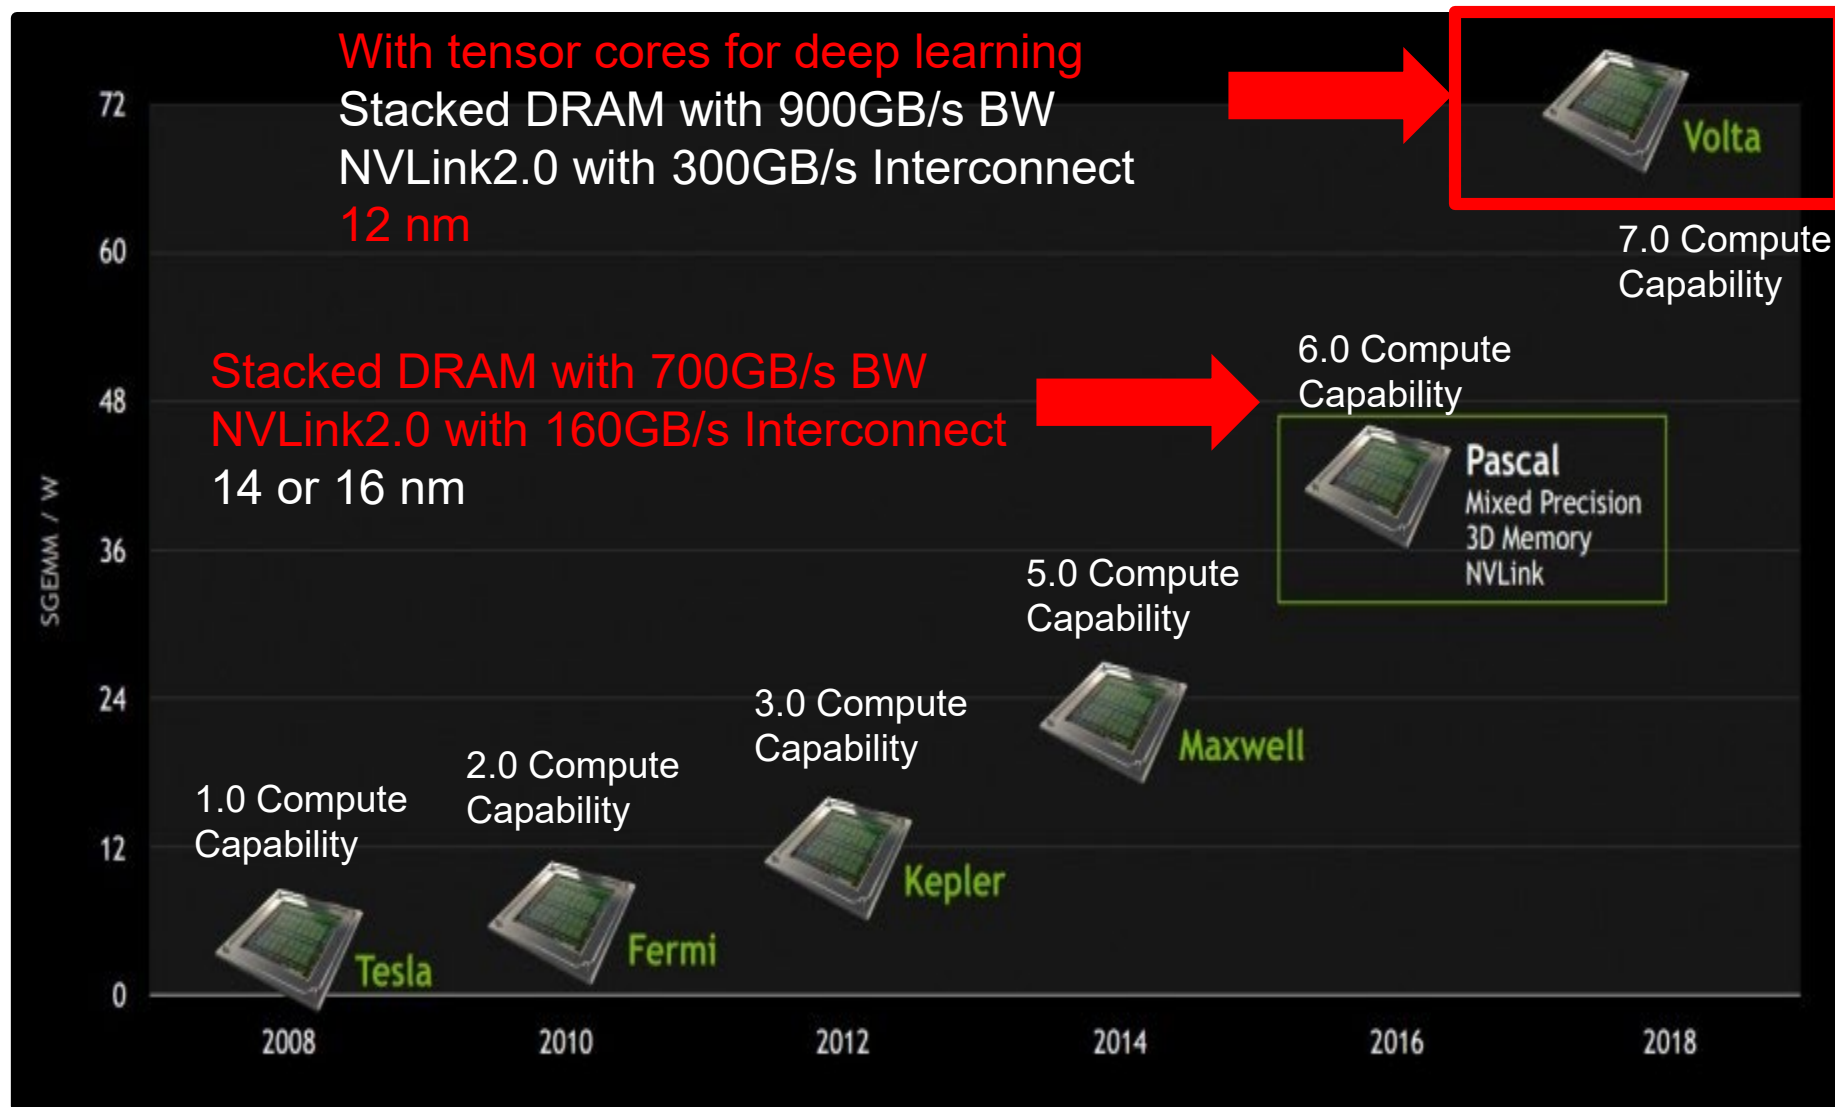 With tensor cores for deep learning
Stacked DRAM with 900GB/s BW
NVLink2.0 with 300GB/s Interconnect
12 nm
Volta
7.0 Compute
Capability
Stacked DRAM with 700GB/s BW
NVLink2.0 with 160GB/s Interconnect
14 or 16 nm
6.0 Compute
Capability
Pascal
Mixed Precision
3D Memory
NVLink
5.0 Compute
Capability
Maxwell
3.0 Compute
Capability
Kepler
2.0 Compute
Capability
Fermi
1.0 Compute
Capability
Tesla
SGEMM / W
72
60
48
36
24
12
0
2008 2010 2012 2014 2016 2018